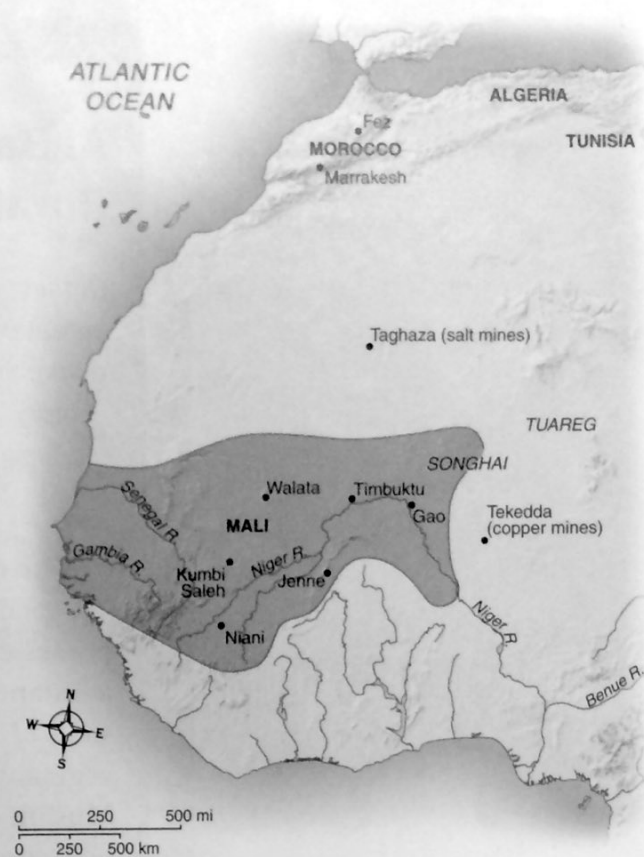 ATLANTIC
OCEAN
ALGERIA
TUNISIA
Fez
MOROCCO
Marrakesh
Taghaza (salt mines)
TUAREG
SONGHAI
Walata
Timbuktu
Gao
Tekedda
(copper mines)
Senegal R.
MALI
Gambia R.
Kumbi
Saleh
Niger R.
Jenne
Niani
Niger R.
Benue R.
N
W E
S
0 250 500 mi
0 250 500 km